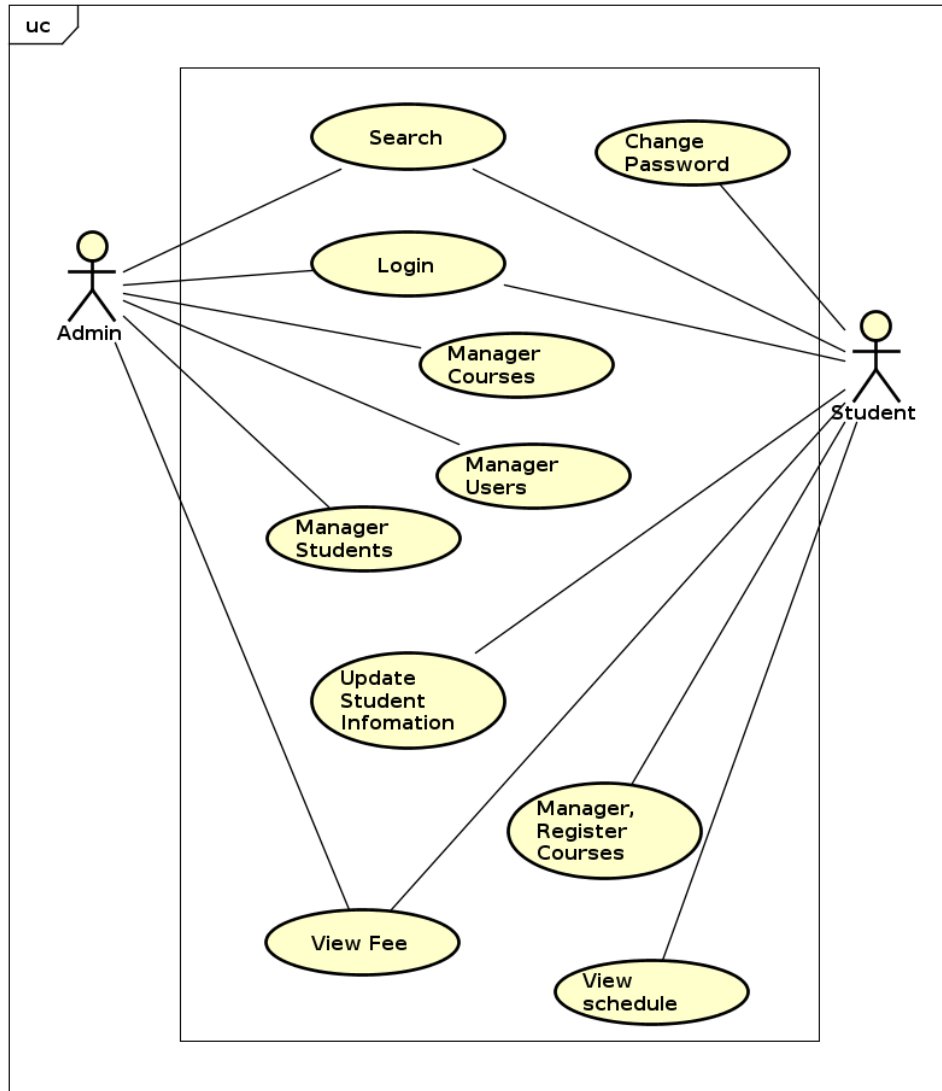 uc
Search
Change
Password
Login
Admin
Manager
Courses
Student
Manager
Users
Manager
Students
Update
Student
Infomation
Manager,
Register
Courses
View Fee
View
schedule